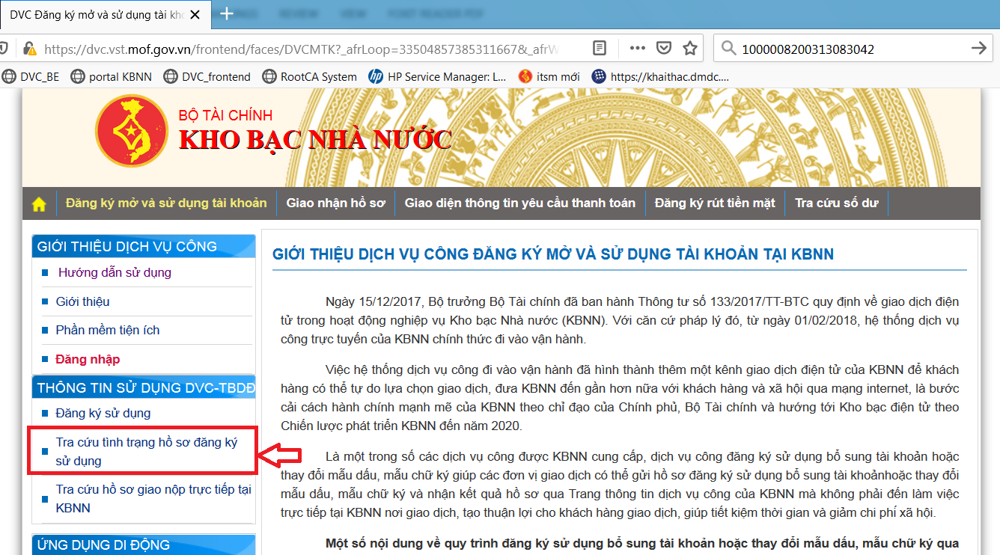 DVC Đăng ký mở và sử dụng tài kho
REVIEW VIEW FOXIT READER PDF
https://dvc.vst.mof.gov.vn/frontend/faces/DVCMTK?_afrLoop=33504857385311667&_afrW
1000008200313083042
DVC_BE portal KBNN DVC_frontend RootCA System HP Service Manager: L... itsm mới https://khaithac.dmdc....
BỘ TÀI CHÍNH
KHO BẠC NHÀ NƯỚC
Đăng ký mở và sử dụng tài khoản Giao nhận hồ sơ Giao diện thông tin yêu cầu thanh toán Đăng ký rút tiền mặt Tra cứu số dư
GIỚI THIỆU DỊCH VỤ CÔNG
Hướng dẫn sử dụng
Giới thiệu
Phần mềm tiện ích
Đăng nhập
THÔNG TIN SỬ DỤNG DVC-TBDĐ
Đăng ký sử dụng
Tra cứu tình trạng hồ sơ đăng ký
sử dụng
Tra cứu hồ sơ giao nộp trực tiếp tại
KBNN
ỨNG DỤNG DI ĐỘNG
GIỚI THIỆU DỊCH VỤ CÔNG ĐĂNG KÝ MỞ VÀ SỬ DỤNG TÀI KHOẢN TẠI KBNN
Ngày 15/12/2017, Bộ trưởng Bộ Tài chính đã ban hành Thông tư số 133/2017/TT-BTC quy định về giao dịch điện
tử trong hoạt động nghiệp vụ Kho bạc Nhà nước (KBNN). Với căn cứ pháp lý đó, từ ngày 01/02/2018, hệ thống dịch vụ
công trực tuyến của KBNN chính thức đi vào vận hành.
Việc hệ thống dịch vụ công đi vào vận hành đã hình thành thêm một kênh giao dịch điện tử của KBNN để khách
hàng có thể tự do lựa chọn giao dịch, đưa KBNN đến gần hơn nữa với khách hàng và xã hội qua mạng internet, là bước
cải cách hành chính mạnh mẽ của KBNN theo chỉ đạo của Chính phủ, Bộ Tài chính và hướng tới Kho bạc điện tử theo
Chiến lược phát triển KBNN đến năm 2020.
Là một trong số các dịch vụ công được KBNN cung cấp, dịch vụ công đăng ký sử dụng bổ sung tài khoản hoặc
thay đổi mẫu dấu, mẫu chữ ký giúp các đơn vị giao dịch có thể gửi hồ sơ đăng ký sử dụng bổ sung tài khoảnhoặc thay đổi
mẫu dấu, mẫu chữ ký và nhận kết quả hồ sơ qua Trang thông tin dịch vụ công của KBNN mà không phải đến làm việc
trực tiếp tại KBNN nơi giao dịch, tạo thuận lợi cho khách hàng giao dịch, giúp tiết kiệm thời gian và giảm chi phí xã hội.
Một số nội dung về quy trình đăng ký sử dụng bổ sung tài khoản hoặc thay đổi mẫu dấu, mẫu chữ ký qua